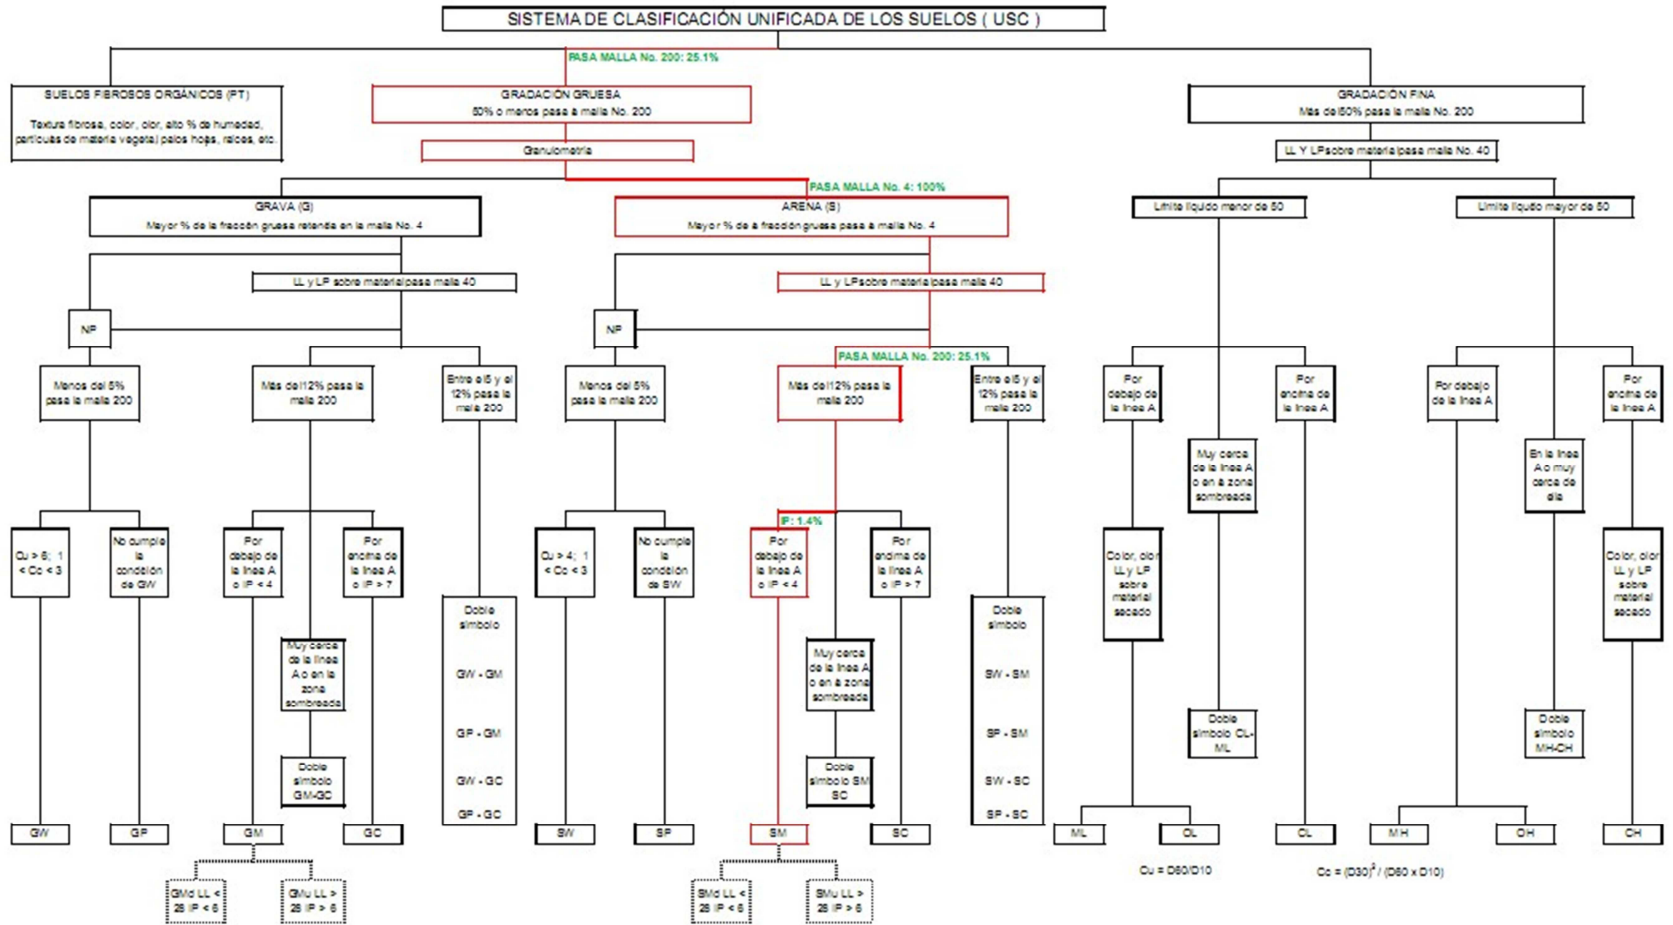 SISTEMA DE CLASIFICACIÓN UNIFICADA DE LOS SUELOS ( USC )
PASA MALLA No. 200: 25.1%
SUELOS FIBROSOS ORGÁNICOS (PT)
Textura fibrosa, color, olor, alto % de humedad,
partículas de materia vegetal palos hojas, raíces, etc.
GRADACIÓN GRUESA
50% o menos pasa la malla No. 200
GRADACIÓN FINA
Más del 50% pasa la malla No. 200
Granulometría
LL Y LP sobre material pasa malla No. 40
PASA MALLA No. 4: 100%
GRAVA (G)
Mayor % de la fracción gruesa retenida en la malla No. 4
ARENA (S)
Mayor % de la fracción gruesa pasa la malla No. 4
Límite líquido menor de 50
Límite líquido mayor de 50
LL y LP sobre material pasa malla 40
LL y LP sobre material pasa malla 40
NP
NP
PASA MALLA No. 200: 25.1%
Menos del 5%
pasa la malla 200
Más del 12% pasa la
malla 200
Entre el 5 y el
12% pasa la
malla 200
Menos del 5%
pasa la malla 200
Más del 12% pasa la
malla 200
Entre el 5 y el
12% pasa la
malla 200
Por
debajo de
la línea A
Por
encima de
la línea A
Por debajo
de la línea A
Por
encima de
la línea A
Muy cerca
de la línea A
o en la zona
sombreada
En la línea
A o muy
cerca de
ella
IP: 1.4%
Cu > 6; 1
< Cc < 3
No cumple
la
condición
de GW
Por
debajo de
la línea A
o IP < 4
Por
encima de
la línea A
o IP > 7
Cu > 4; 1
< Cc < 3
No cumple
la
condición
de SW
Por
debajo de
la línea A
o IP < 4
Por
encima de
la línea A
o IP > 7
Color, olor
LL y LP
sobre
material
secado
Color, olor
LL y LP
sobre
material
secado
Muy cerca
de la línea
A o en la
zona
sombreada
Doble
símbolo
GW - GM
GP - GM
GW - GC
GP - GC
Muy cerca
de la línea A
o en la zona
sombreada
Doble
símbolo
SW - SM
SP - SM
SW - SC
SP - SC
Doble
símbolo
GM-GC
Doble
símbolo SM
SC
Doble
símbolo CL-
ML
Doble
símbolo
MH-CH
GW
GP
GM
GC
SW
SP
SM
SC
ML
OL
CL
MH
OH
CH
Cu = D60/D10
Cc = (D30)² / (D60 x D10)
GMd LL <
28 IP < 6
GMu LL >
28 IP > 6
SMd LL <
28 IP < 6
SMu LL >
28 IP > 6